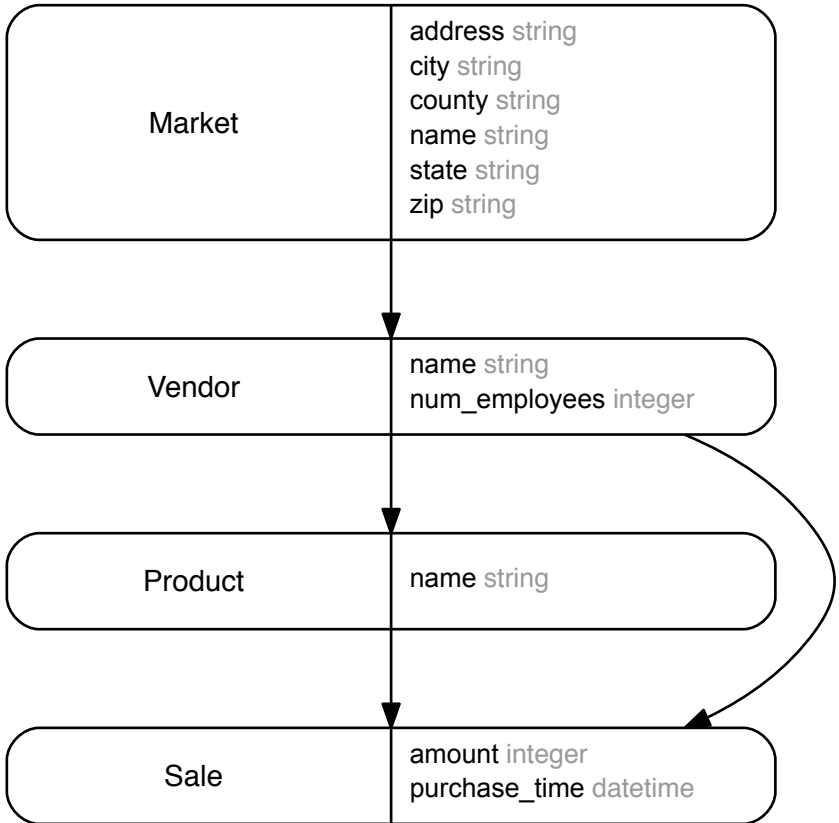 Market
address string
city string
county string
name string
state string
zip string
Vendor
name string
num_employees integer
Product
name string
Sale
amount integer
purchase_time datetime